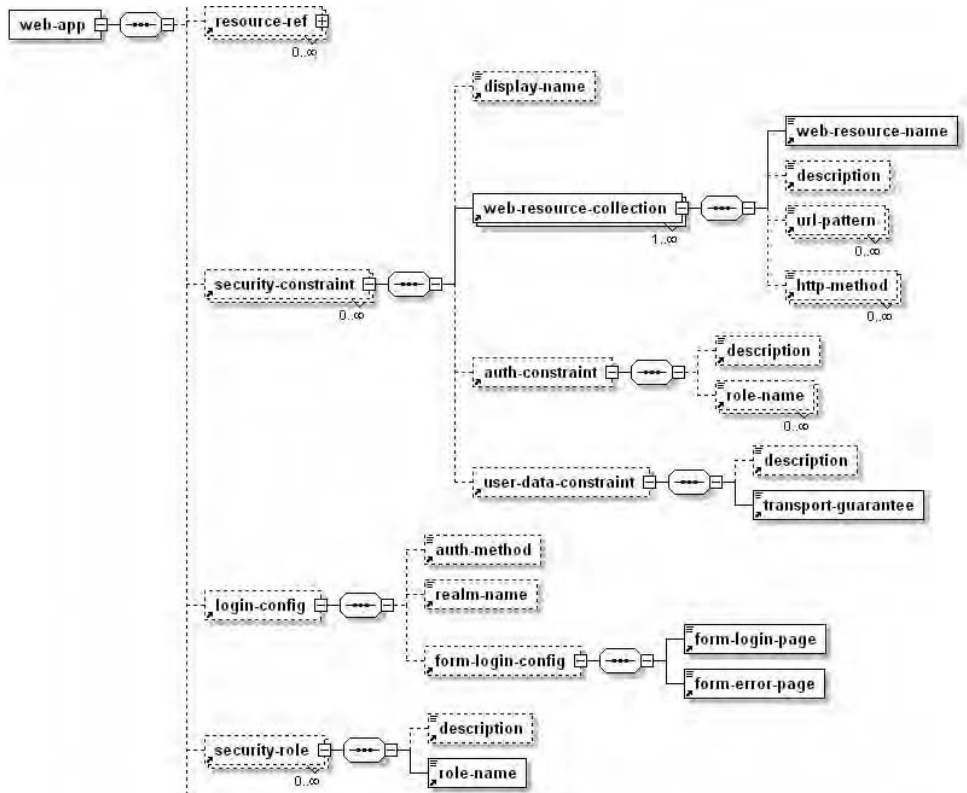 web-app
resource-ref
0..∞
display-name
web-resource-name
description
web-resource-collection
1..∞
url-pattern
0..∞
security-constraint
0..∞
http-method
0..∞
description
auth-constraint
role-name
0..∞
description
user-data-constraint
transport-guarantee
auth-method
realm-name
login-config
form-login-page
form-login-config
form-error-page
description
security-role
0..∞
role-name